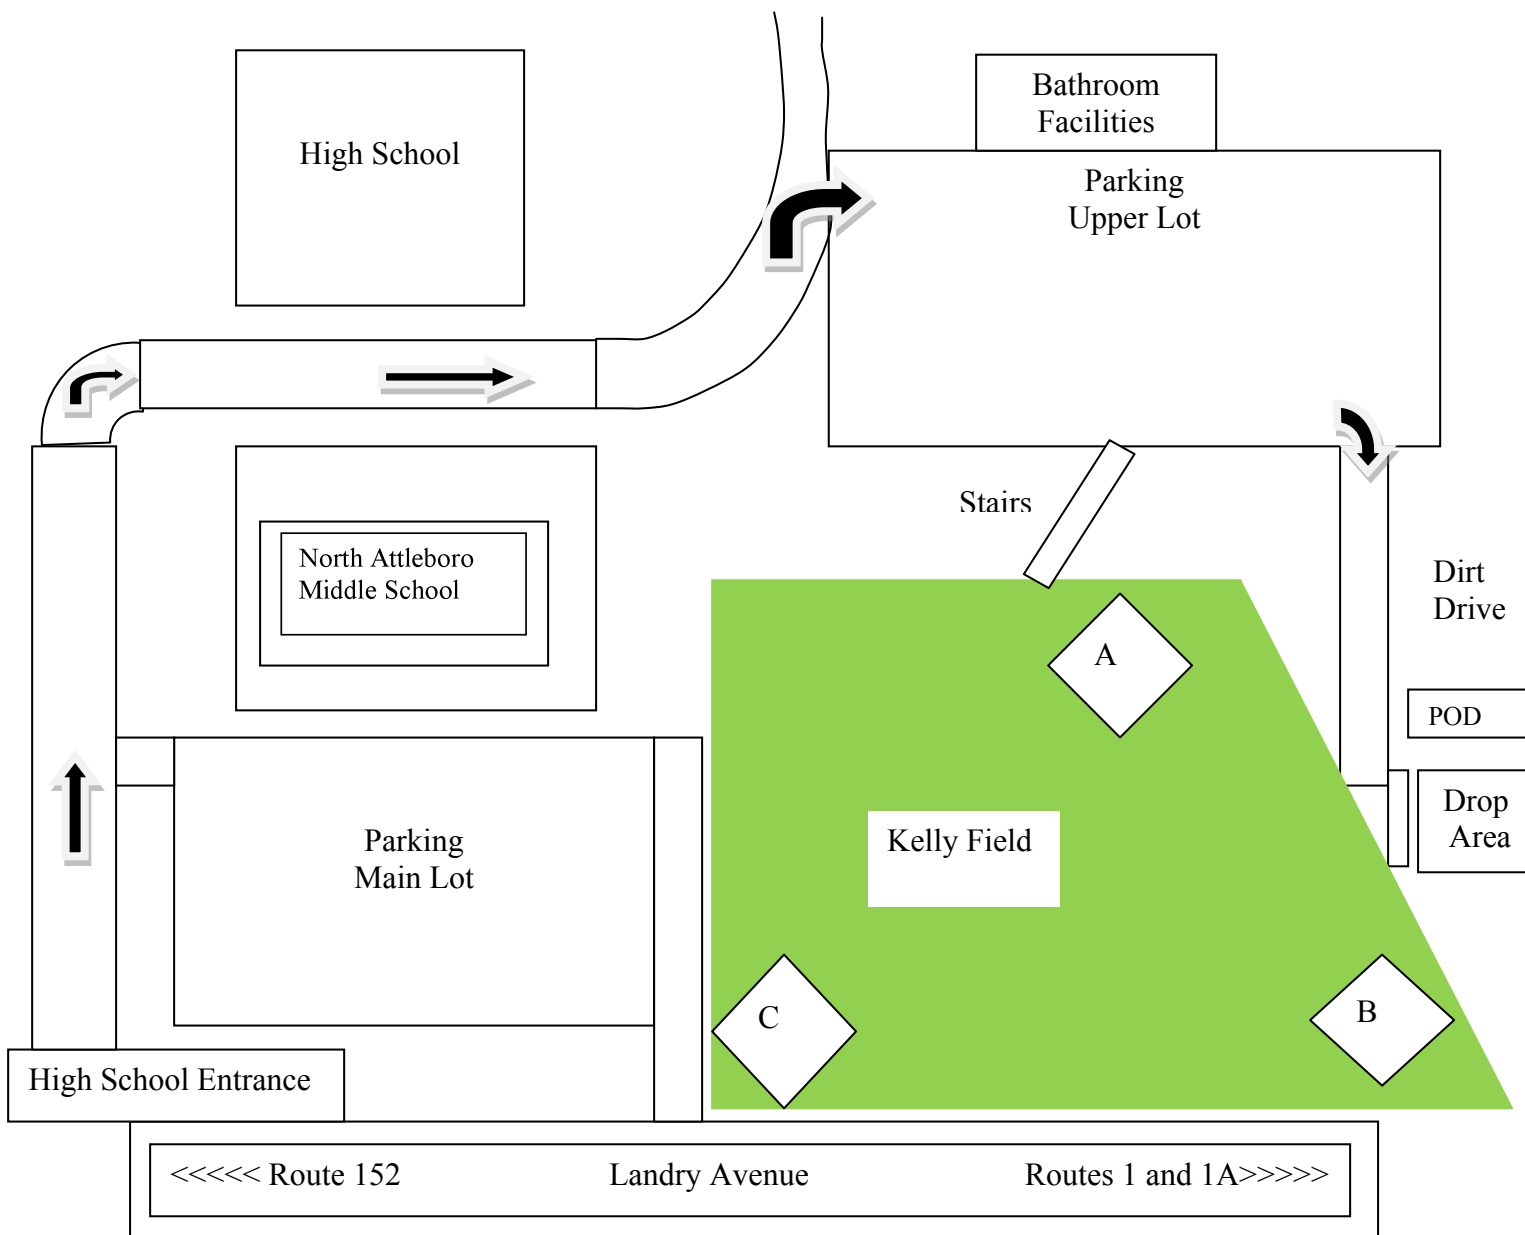 Bathroom
Facilities
High School
Parking
Upper Lot
Stairs
North Attleboro
Middle School
Dirt
Drive
A
POD
Drop
Area
Parking
Main Lot
Kelly Field
C
B
High School Entrance
<<<<< Route 152 Landry Avenue Routes 1 and 1A>>>>>